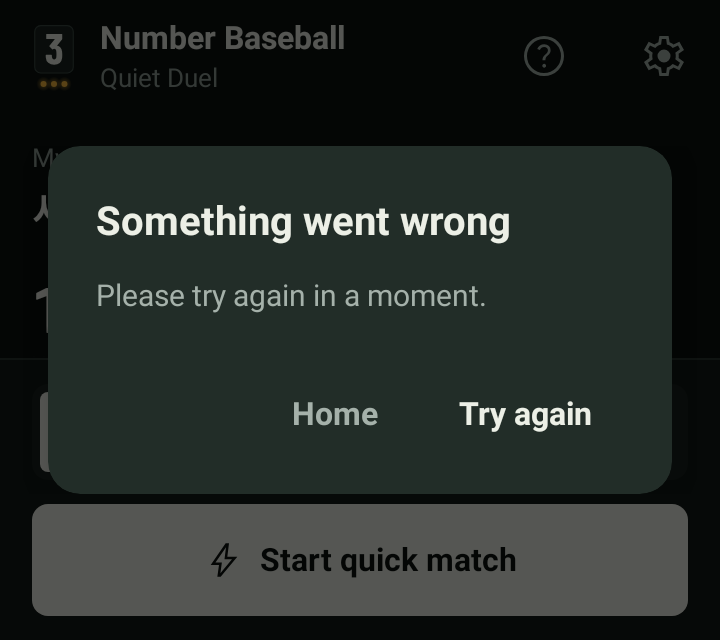 3
Number Baseball
Quiet Duel
Something went wrong
Please try again in a moment.
Home
Try again
Start quick match